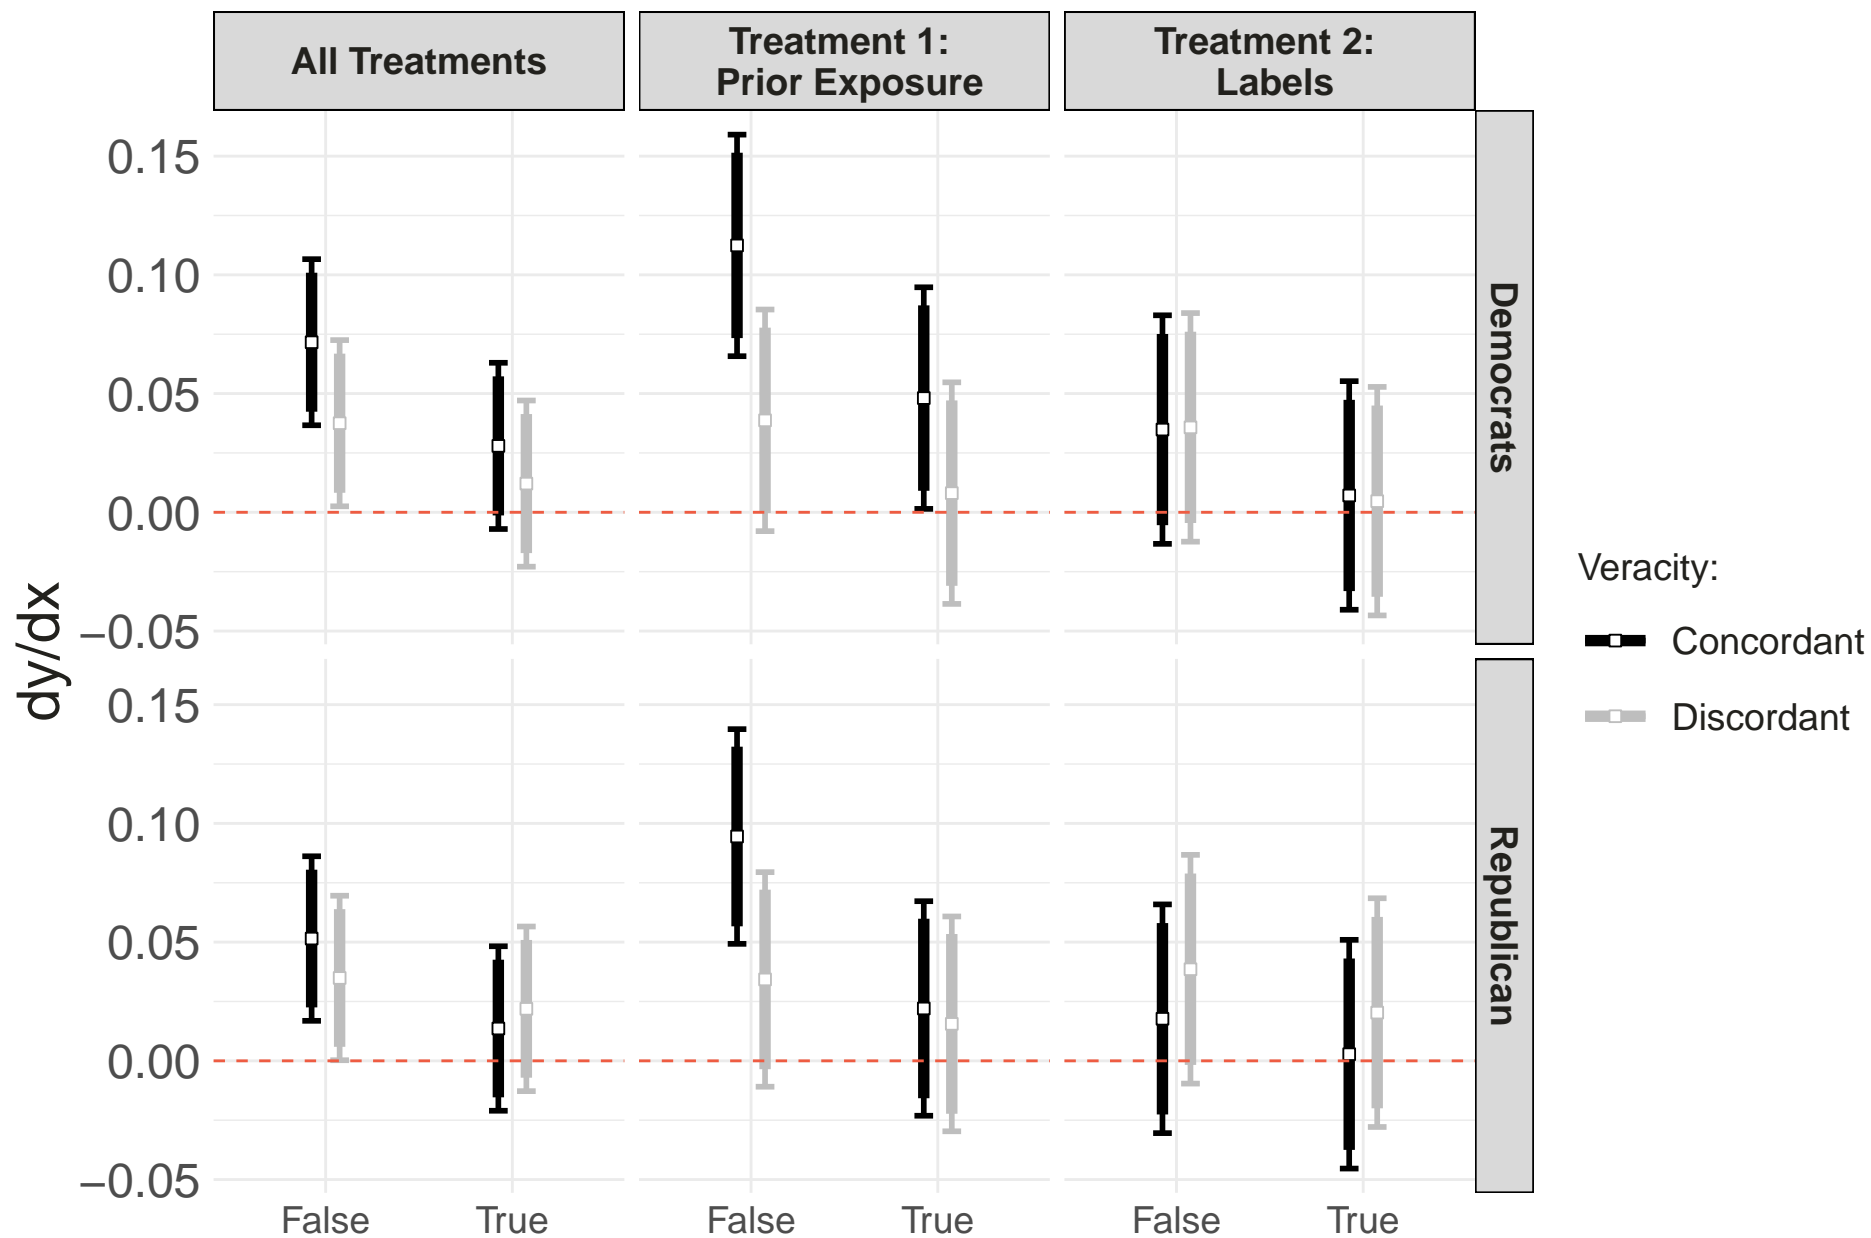 All Treatments
Treatment 1:
Prior Exposure
Treatment 2:
Labels
0.15
0.10
0.05
0.00
−0.05
Democrats
dy/dx
0.15
0.10
0.05
0.00
−0.05
Republican
False True False True False True
Veracity:
Concordant
Discordant